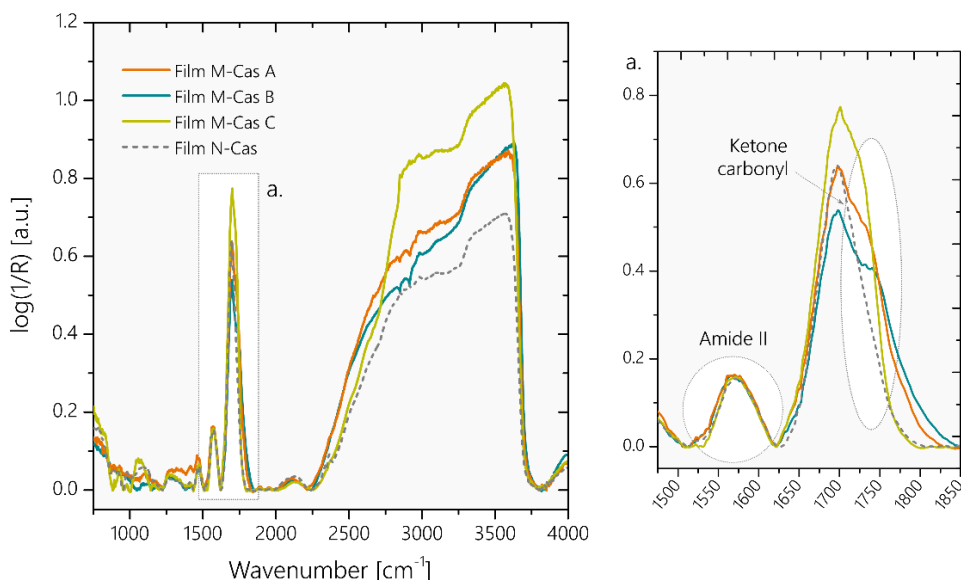 1.2
1.0
0.8
0.6
0.4
0.2
0.0
log(1/R) [a.u.]
Film M-Cas A
Film M-Cas B
Film M-Cas C
Film N-Cas
a.
1000 1500 2000 2500 3000 3500 4000
Wavenumber [cm⁻¹]
a.
0.8
0.6
0.4
0.2
0.0
Ketone
carbonyl
Amide II
1500 1550 1600 1650 1700 1750 1800 1850